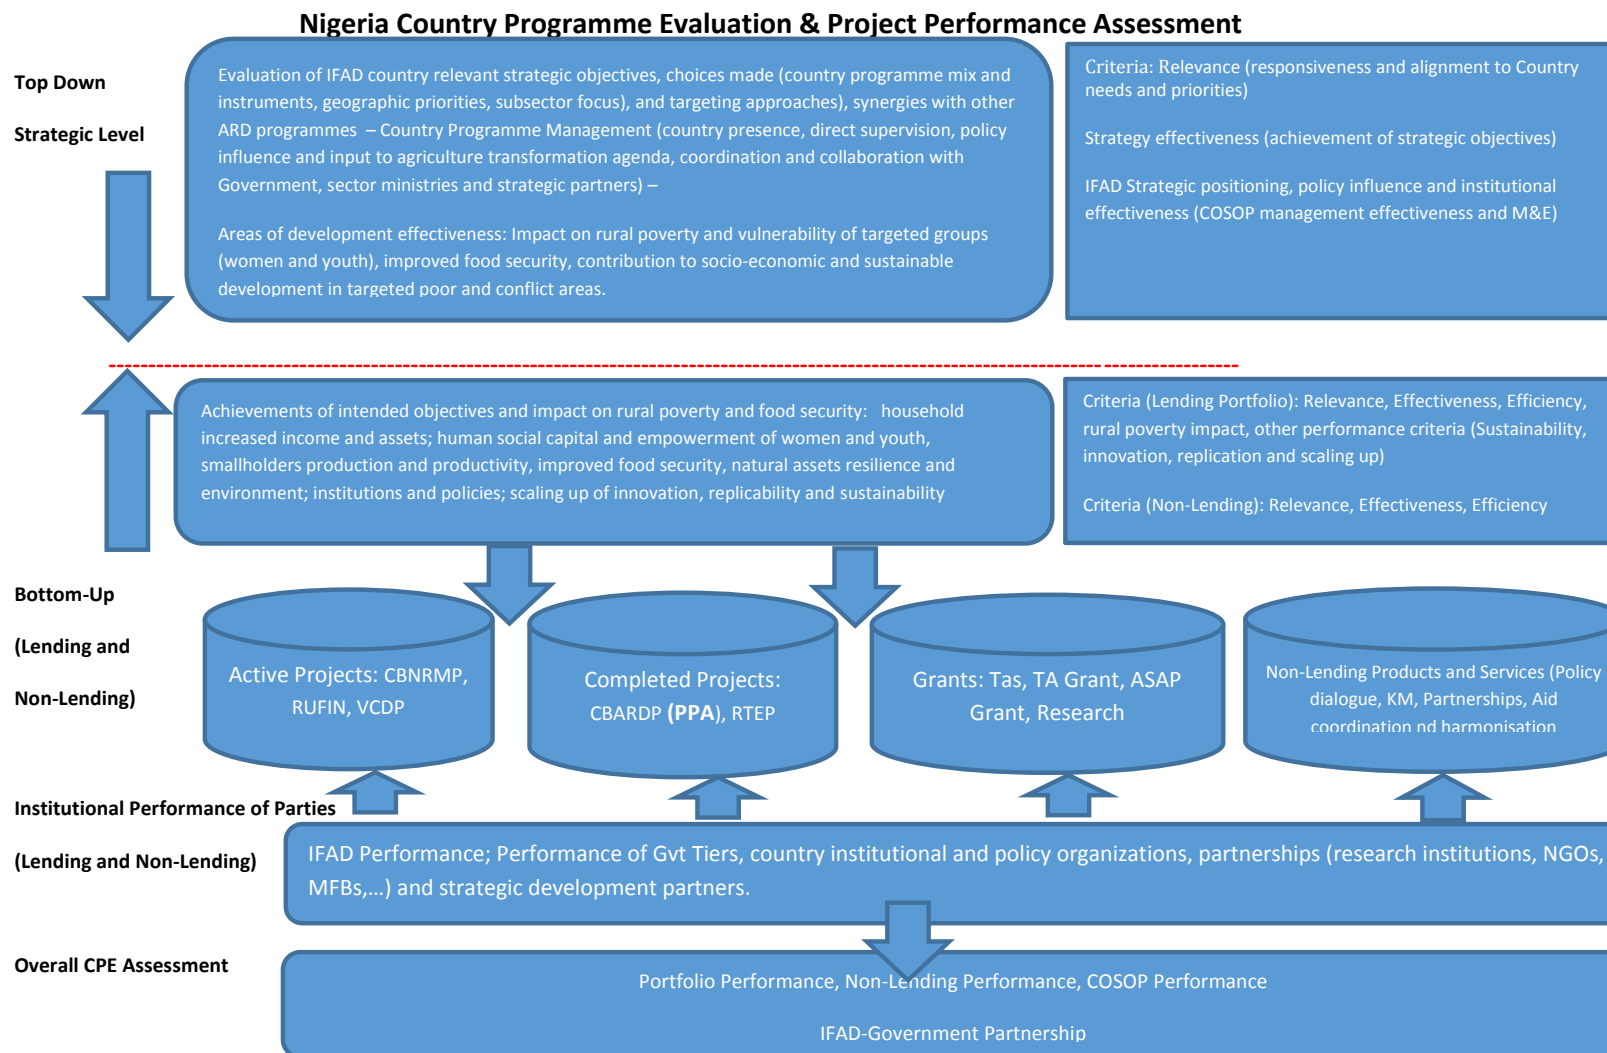 Nigeria Country Programme Evaluation & Project Performance Assessment
Top Down
Strategic Level
Evaluation of IFAD country relevant strategic objectives, choices made (country programme mix and
instruments, geographic priorities, subsector focus), and targeting approaches), synergies with other
ARD programmes – Country Programme Management (country presence, direct supervision, policy
influence and input to agriculture transformation agenda, coordination and collaboration with
Government, sector ministries and strategic partners) –
Areas of development effectiveness: Impact on rural poverty and vulnerability of targeted groups
(women and youth), improved food security, contribution to socio-economic and sustainable
development in targeted poor and conflict areas.
Criteria: Relevance (responsiveness and alignment to Country
needs and priorities)
Strategy effectiveness (achievement of strategic objectives)
IFAD Strategic positioning, policy influence and institutional
effectiveness (COSOP management effectiveness and M&E)
Achievements of intended objectives and impact on rural poverty and food security: household
increased income and assets; human social capital and empowerment of women and youth,
smallholders production and productivity, improved food security, natural assets resilience and
environment; institutions and policies; scaling up of innovation, replicability and sustainability
Criteria (Lending Portfolio): Relevance, Effectiveness, Efficiency,
rural poverty impact, other performance criteria (Sustainability,
innovation, replication and scaling up)
Criteria (Non-Lending): Relevance, Effectiveness, Efficiency
Bottom-Up
(Lending and
Non-Lending)
Active Projects: CBNRMP,
RUFIN, VCDP
Completed Projects:
CBARDP (PPA), RTEP
Grants: Tas, TA Grant, ASAP
Grant, Research
Non-Lending Products and Services (Policy
dialogue, KM, Partnerships, Aid
coordination nd harmonisation
Institutional Performance of Parties
(Lending and Non-Lending)
IFAD Performance; Performance of Gvt Tiers, country institutional and policy organizations, partnerships (research institutions, NGOs,
MFBs,...) and strategic development partners.
Overall CPE Assessment
Portfolio Performance, Non-Lending Performance, COSOP Performance
IFAD-Government Partnership